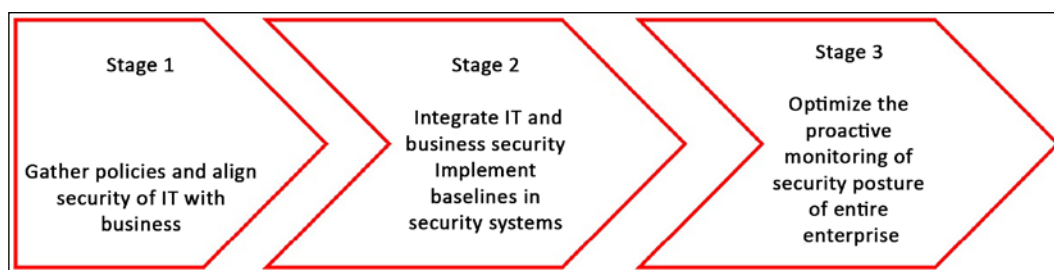 Stage 1
Gather policies and align
security of IT with
business
Stage 2
Integrate IT and
business security
Implement
baselines in
security systems
Stage 3
Optimize the
proactive
monitoring of
security posture
of entire
enterprise